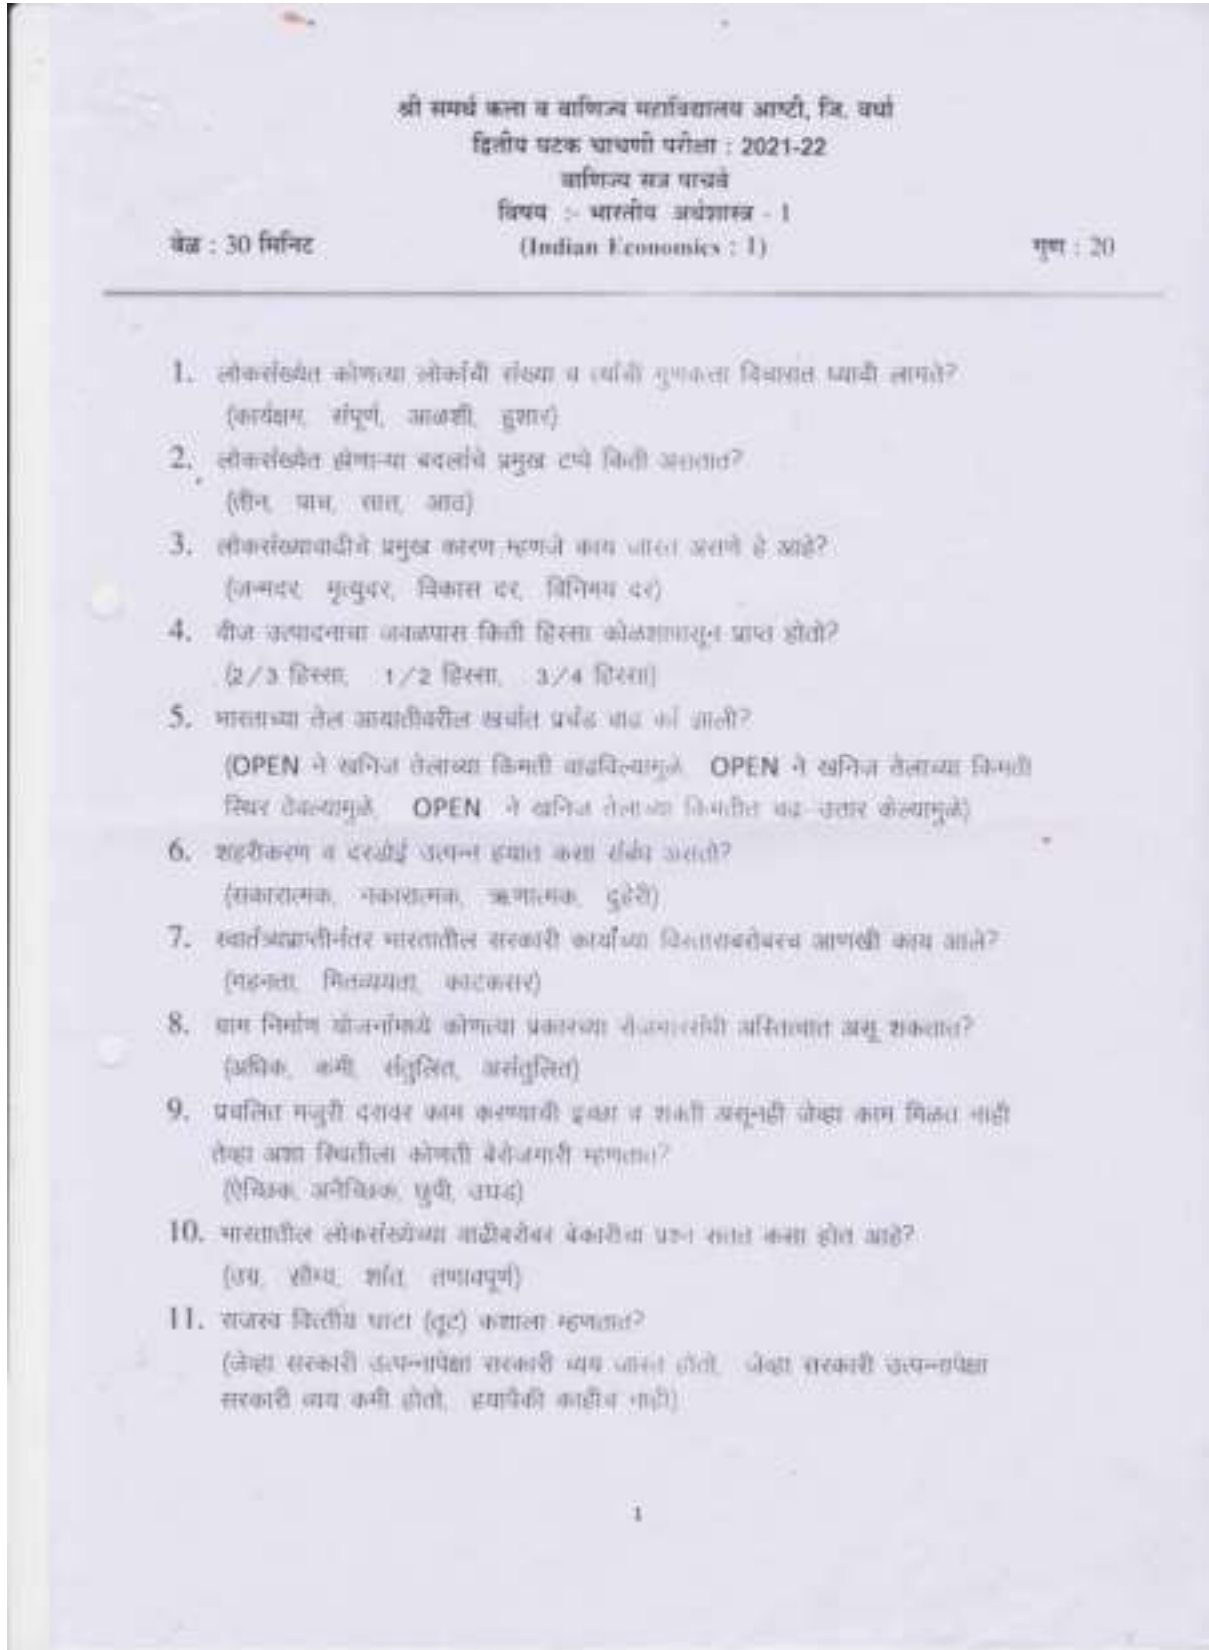 श्री समर्थ कला व वाणिज्य महाविद्यालय आष्टी, जि. वर्धा
द्वितीय घटक चाचणी परीक्षा : 2021-22
वाणिज्य सत्र पाचवे
विषय :- भारतीय अर्थशास्त्र - 1
वेळ : 30 मिनिट (Indian Economics : 1) गुण : 20
1. लोकसंख्येत कोणत्या लोकांची संख्या व त्यांची गुणवत्ता विचारात घ्यावी लागते?
(कार्यक्षम, संपूर्ण, आळशी, हुशार)
2. लोकसंख्येत होणाऱ्या बदलांचे प्रमुख टप्पे किती असतात?
(तीन, पाच, सात, आठ)
3. लोकसंख्यावाढीचे प्रमुख कारण म्हणजे काय जास्त असणे हे आहे?
(जन्मदर, मृत्युदर, विकास दर, विनिमय दर)
4. वीज उत्पादनाचा जवळपास किती हिस्सा कोळशापासून प्राप्त होतो?
(2/3 हिस्सा, 1/2 हिस्सा, 3/4 हिस्सा)
5. भारताच्या तेल आयातीवरील खर्चात प्रचंड वाढ का झाली?
(OPEN ने खनिज तेलाच्या किमती वाढविल्यामुळे, OPEN ने खनिज तेलाच्या किमती
स्थिर ठेवल्यामुळे, OPEN ने खनिज तेलाच्या किमतीत चढ-उतार केल्यामुळे)
6. शहरीकरण व दरडोई उत्पन्न हयात कसा संबंध असतो?
(सकारात्मक, नकारात्मक, ऋणात्मक, दुहेरी)
7. स्वातंत्र्यप्राप्तीनंतर भारतातील सरकारी कार्याच्या विस्ताराबरोबरच आणखी काय आले?
(गहनता, मितव्ययता, काटकसर)
8. ग्राम निर्माण योजनांमध्ये कोणत्या प्रकारच्या रोजगारसंधी अस्तित्वात असू शकतात?
(अधिक, कमी, संतुलित, असंतुलित)
9. प्रचलित मजुरी दरावर काम करण्याची इच्छा व शक्ती असूनही जेव्हा काम मिळत नाही
तेव्हा अशा स्थितीला कोणती बेरोजगारी म्हणतात?
(ऐच्छिक, अनैच्छिक, छुपी, उघड)
10. भारतातील लोकसंख्येच्या वाढीबरोबर बेकारीचा प्रश्न सतत कसा होत आहे?
(उग्र, सौम्य, शांत, तणावपूर्ण)
11. राजस्व वित्तीय घाटा (तूट) कशाला म्हणतात?
(जेव्हा सरकारी उत्पन्नापेक्षा सरकारी व्यय जास्त होतो, जेव्हा सरकारी उत्पन्नापेक्षा
सरकारी व्यय कमी होतो, हयापैकी काहीच नाही)
1